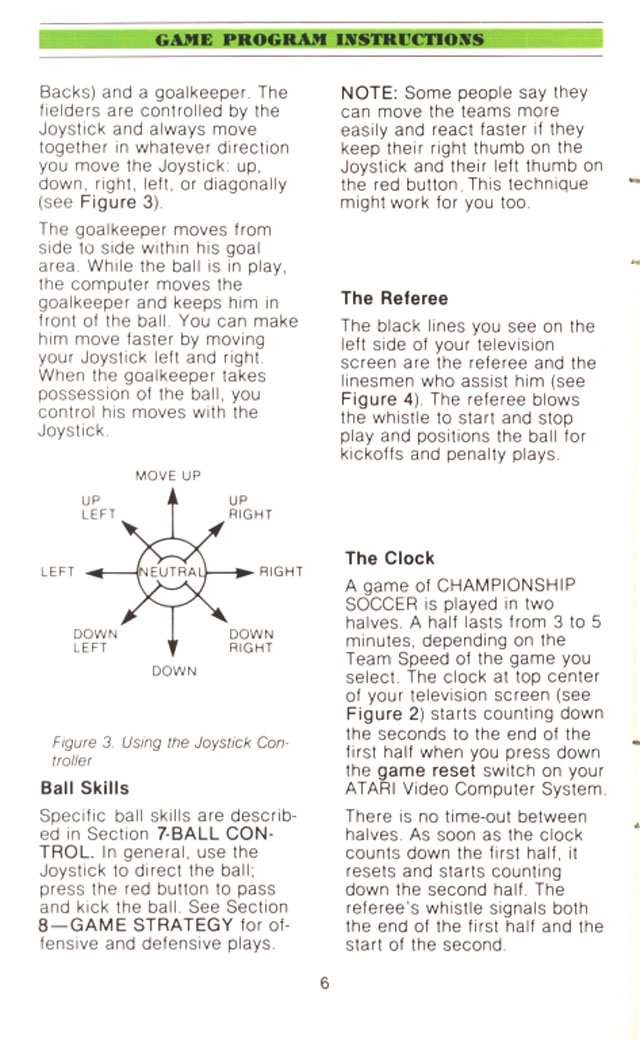 GAME PROGRAM INSTRUCTIONS
Backs) and a goalkeeper. The
fielders are controlled by the
Joystick and always move
together in whatever direction
you move the Joystick: up,
down, right, left, or diagonally
(see Figure 3).
The goalkeeper moves from
side to side within his goal
area. While the ball is in play,
the computer moves the
goalkeeper and keeps him in
front of the ball. You can make
him move faster by moving
your Joystick left and right.
When the goalkeeper takes
possession of the ball, you
control his moves with the
Joystick.
MOVE UP
UP
LEFT
UP
RIGHT
LEFT
NEUTRAL
RIGHT
DOWN
LEFT
DOWN
RIGHT
DOWN
Figure 3. Using the Joystick Con-
troller
Ball Skills
Specific ball skills are describ-
ed in Section 7-BALL CON-
TROL. In general, use the
Joystick to direct the ball;
press the red button to pass
and kick the ball. See Section
8—GAME STRATEGY for of-
fensive and defensive plays.
NOTE: Some people say they
can move the teams more
easily and react faster if they
keep their right thumb on the
Joystick and their left thumb on
the red button. This technique
might work for you too.
The Referee
The black lines you see on the
left side of your television
screen are the referee and the
linesmen who assist him (see
Figure 4). The referee blows
the whistle to start and stop
play and positions the ball for
kickoffs and penalty plays.
The Clock
A game of CHAMPIONSHIP
SOCCER is played in two
halves. A half lasts from 3 to 5
minutes, depending on the
Team Speed of the game you
select. The clock at top center
of your television screen (see
Figure 2) starts counting down
the seconds to the end of the
first half when you press down
the game reset switch on your
ATARI Video Computer System.
There is no time-out between
halves. As soon as the clock
counts down the first half, it
resets and starts counting
down the second half. The
referee's whistle signals both
the end of the first half and the
start of the second.
6